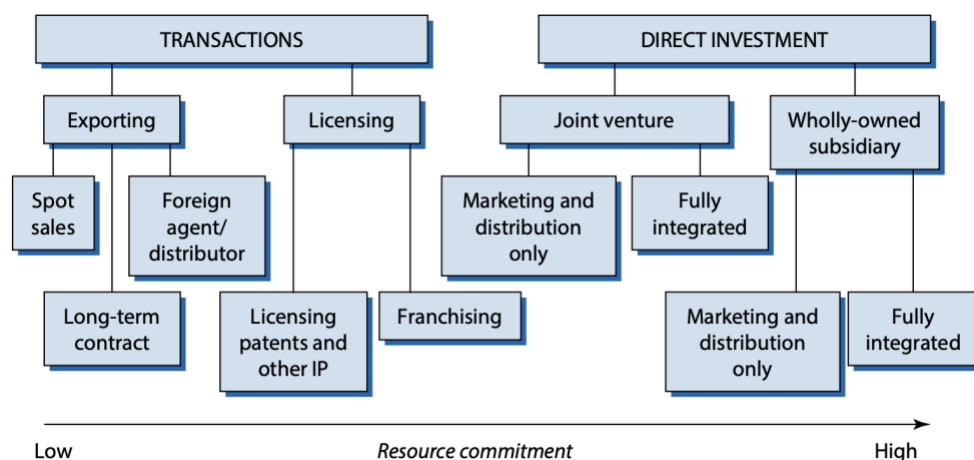 TRANSACTIONS
DIRECT INVESTMENT
Exporting
Licensing
Joint venture
Wholly-owned
subsidiary
Spot
sales
Foreign
agent/
distributor
Marketing and
distribution
only
Fully
integrated
Long-term
contract
Licensing
patents and
other IP
Franchising
Marketing and
distribution
only
Fully
integrated
Low
Resource commitment
High